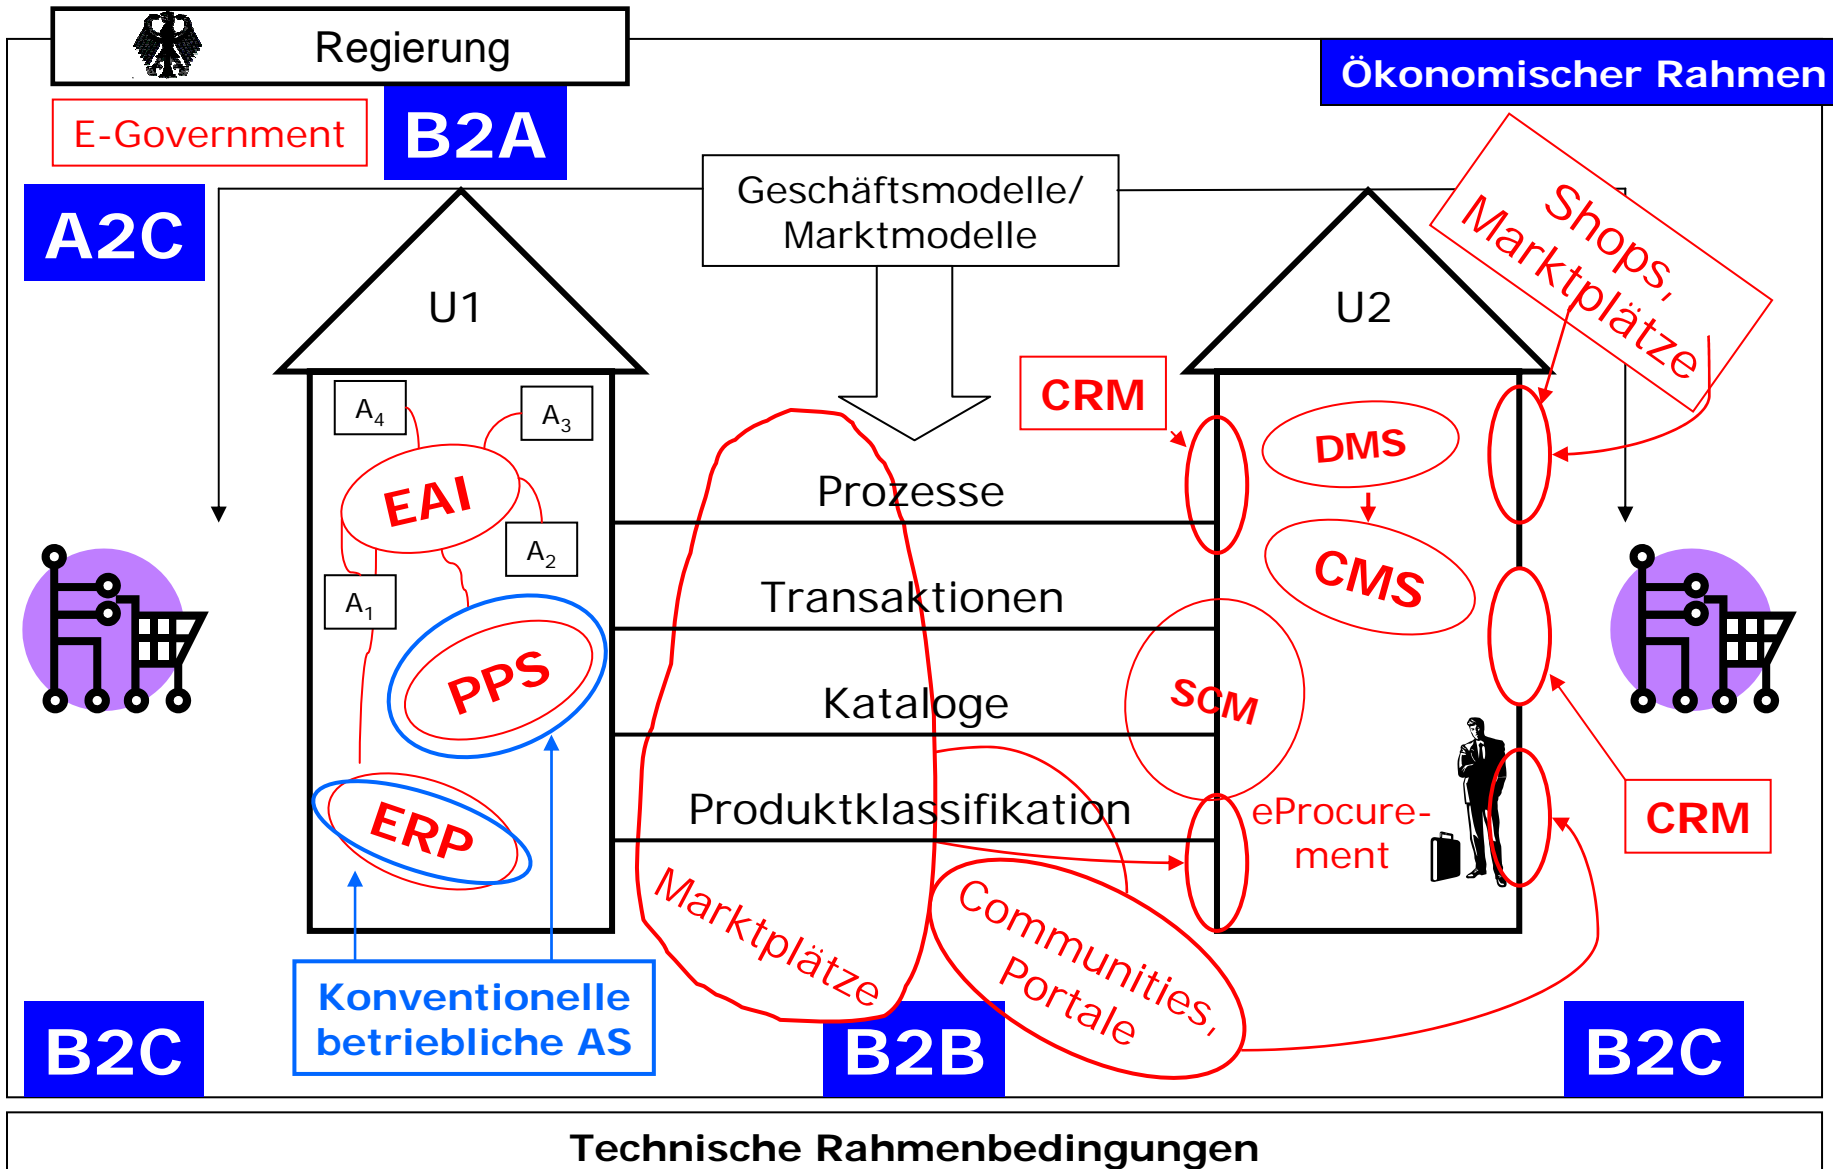 Regierung
Ökonomischer Rahmen
E-Government
B2A
A2C
Geschäftsmodelle/
Marktmodelle
Shops,
Marktplätze
U1
U2
CRM
A4
A3
EAI
A2
A1
PPS
ERP
DMS
CMS
Prozesse
Transaktionen
Kataloge
Produktklassifikation
SCM
eProcure-
ment
CRM
Marktplätze
Communities,
Portale
Konventionelle
betriebliche AS
B2C
B2B
B2C
Technische Rahmenbedingungen